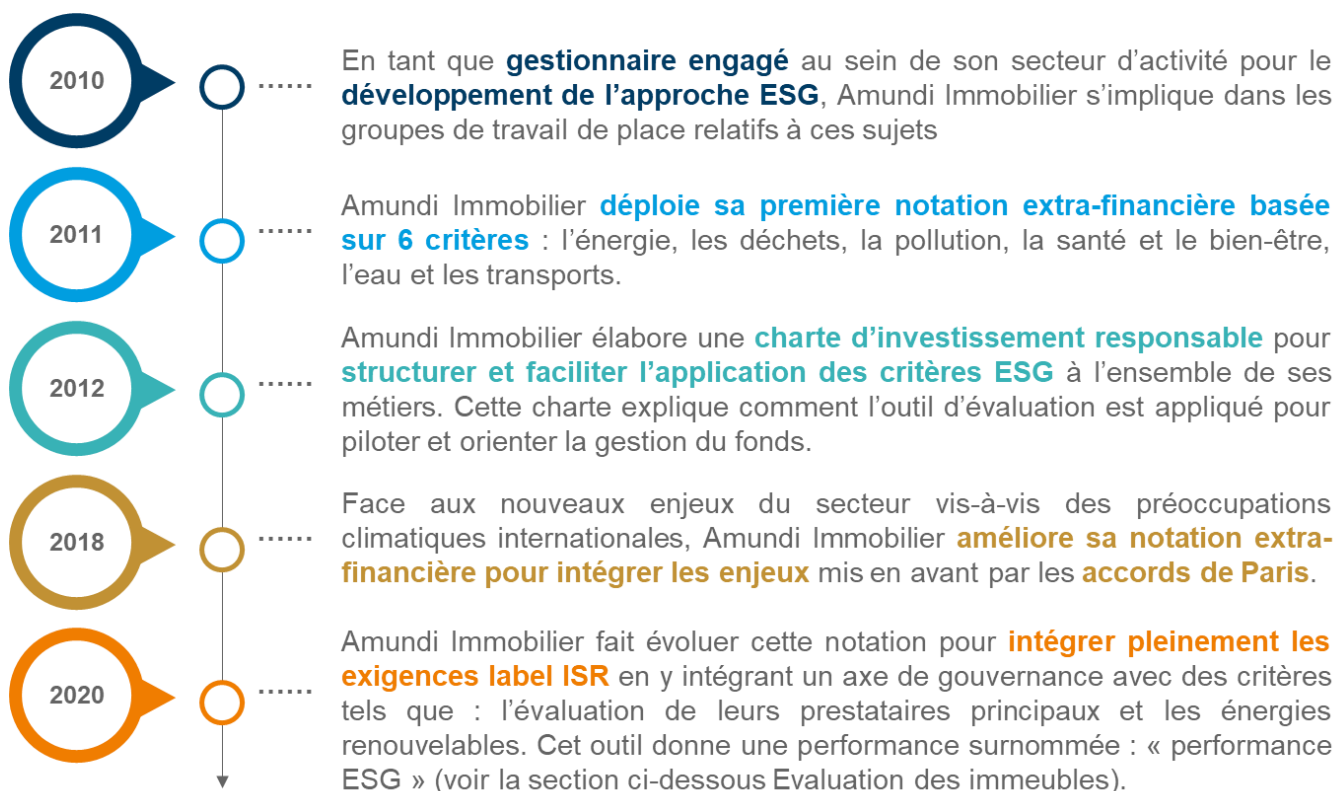 2010
En tant que gestionnaire engagé au sein de son secteur d'activité pour le
développement de l'approche ESG, Amundi Immobilier s'implique dans les
groupes de travail de place relatifs à ces sujets
2011
Amundi Immobilier déploie sa première notation extra-financière basée
sur 6 critères : l'énergie, les déchets, la pollution, la santé et le bien-être,
l'eau et les transports.
2012
Amundi Immobilier élabore une charte d'investissement responsable pour
structurer et faciliter l'application des critères ESG à l'ensemble de ses
métiers. Cette charte explique comment l'outil d'évaluation est appliqué pour
piloter et orienter la gestion du fonds.
2018
Face aux nouveaux enjeux du secteur vis-à-vis des préoccupations
climatiques internationales, Amundi Immobilier améliore sa notation extra-
financière pour intégrer les enjeux mis en avant par les accords de Paris.
2020
Amundi Immobilier fait évoluer cette notation pour intégrer pleinement les
exigences label ISR en y intégrant un axe de gouvernance avec des critères
tels que : l'évaluation de leurs prestataires principaux et les énergies
renouvelables. Cet outil donne une performance surnommée : « performance
ESG » (voir la section ci-dessous Evaluation des immeubles).